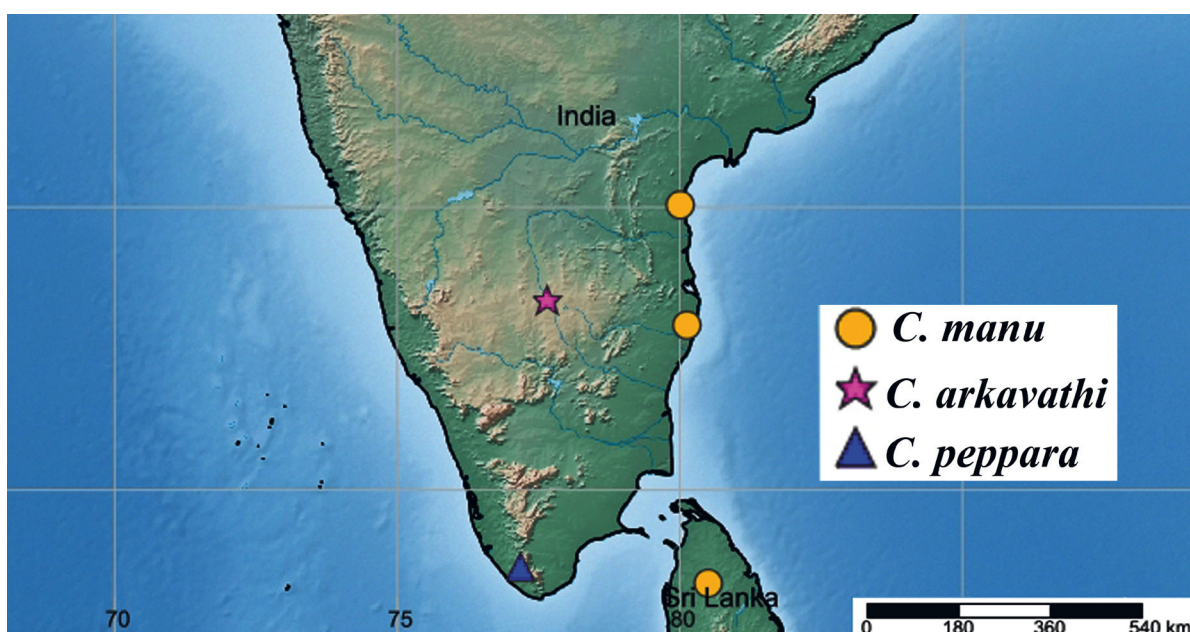 India
C. manu
C. arkavathi
C. peppara
Sri Lanka
70 75 80
0 180 360 540 km